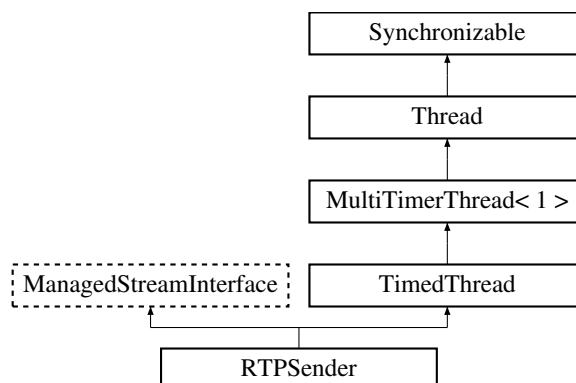 Synchronizable
Thread
MultiTimerThread< 1 >
ManagedStreamInterface
TimedThread
RTPSender